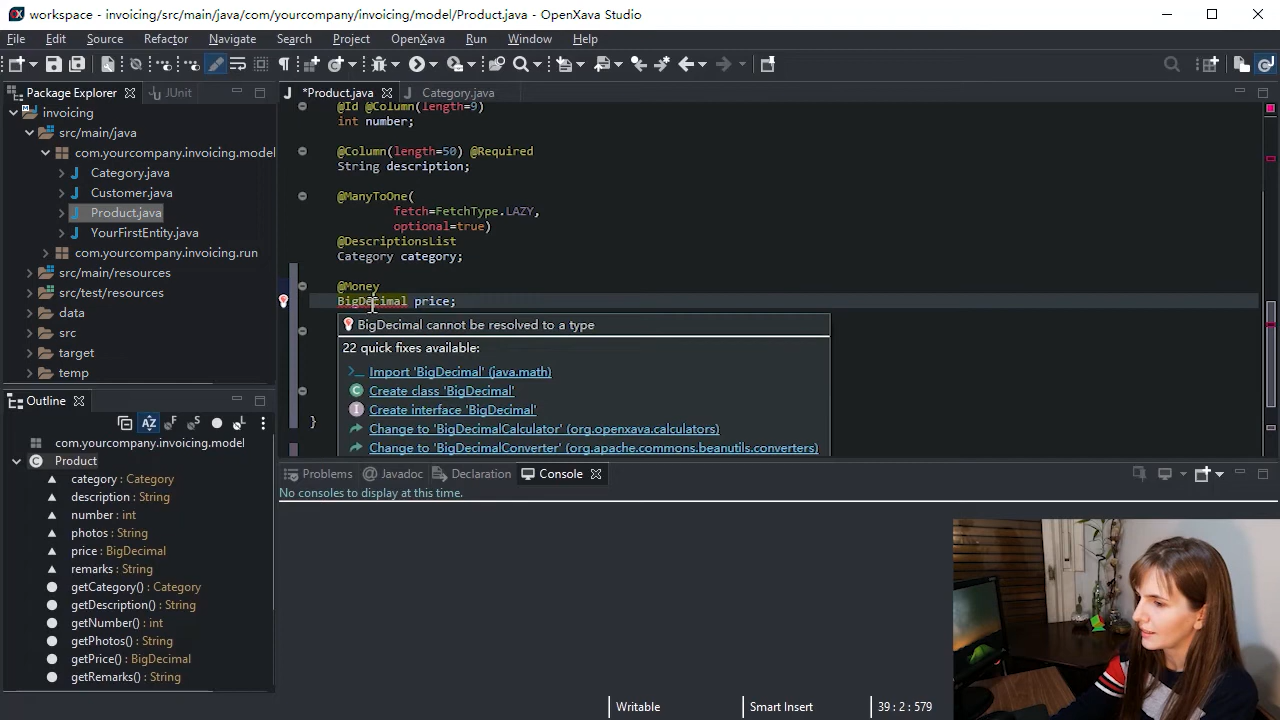 workspace - invoicing/src/main/java/com/yourcompany/invoicing/model/Product.java - OpenXava Studio
File Edit Source Refactor Navigate Search Project OpenXava Run Window Help
Package Explorer
JUnit
invoicing
src/main/java
com.yourcompany.invoicing.model
Category.java
Customer.java
Product.java
YourFirstEntity.java
com.yourcompany.invoicing.run
src/main/resources
src/test/resources
data
src
target
temp
Outline
com.yourcompany.invoicing.model
Product
category : Category
description : String
number : int
photos : String
price : BigDecimal
remarks : String
getCategory() : Category
getDescription() : String
getNumber() : int
getPhotos() : String
getPrice() : BigDecimal
getRemarks() : String
*Product.java
Category.java
@Id @Column(length=9)
int number;
@Column(length=50) @Required
String description;
@ManyToOne(
fetch=FetchType.LAZY,
optional=true)
@DescriptionsList
Category category;
@Money
BigDecimal price;
BigDecimal cannot be resolved to a type
22 quick fixes available:
Import 'BigDecimal' (java.math)
Create class 'BigDecimal'
Create interface 'BigDecimal'
Change to 'BigDecimalCalculator' (org.openxava.calculators)
Change to 'BigDecimalConverter' (org.apache.commons.beanutils.converters)
}
Problems
@ Javadoc
Declaration
Console
No consoles to display at this time.
Writable
Smart Insert
39 : 2 : 579